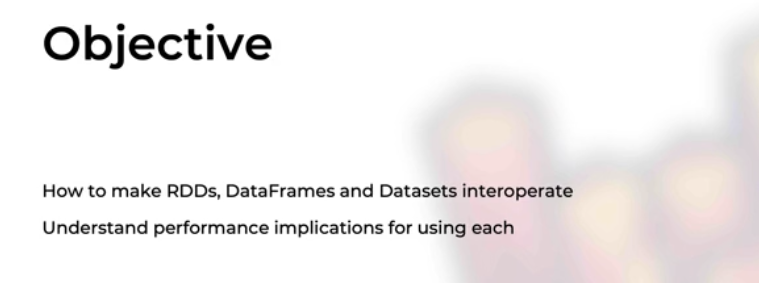 Objective
How to make RDDs, DataFrames and Datasets interoperate
Understand performance implications for using each